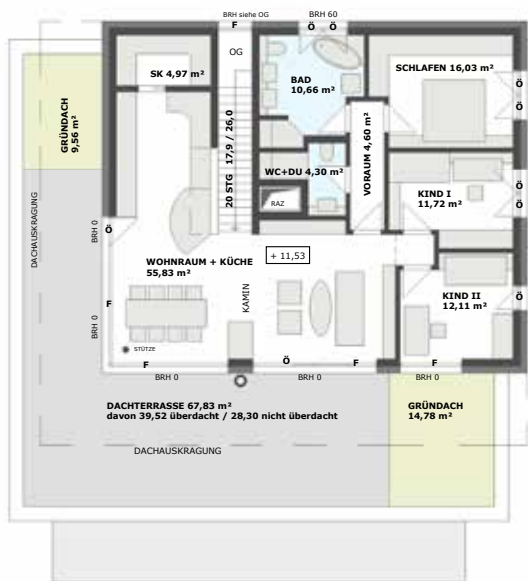 BRH siehe OG
F
BRH 60
Ö Ö
OG
SK 4,97 m²
BAD
10,66 m²
SCHLAFEN 16,03 m²
Ö
GRÜNDACH
9,56 m²
20 STG 17,9 / 26,0
VORAUM 4,60 m²
WC+DU 4,30 m²
RAZ
KIND I
11,72 m²
Ö
DACHAUSKRAGUNG
BRH 0
Ö
WOHNRAUM + KÜCHE
55,83 m²
+ 11,53
KAMIN
KIND II
12,11 m²
Ö
F
BRH 0
STÜTZE
F
Ö
F
F
BRH 0
BRH 0
BRH 0
DACHTERRASSE 67,83 m²
davon 39,52 überdacht / 28,30 nicht überdacht
GRÜNDACH
14,78 m²
DACHAUSKRAGUNG